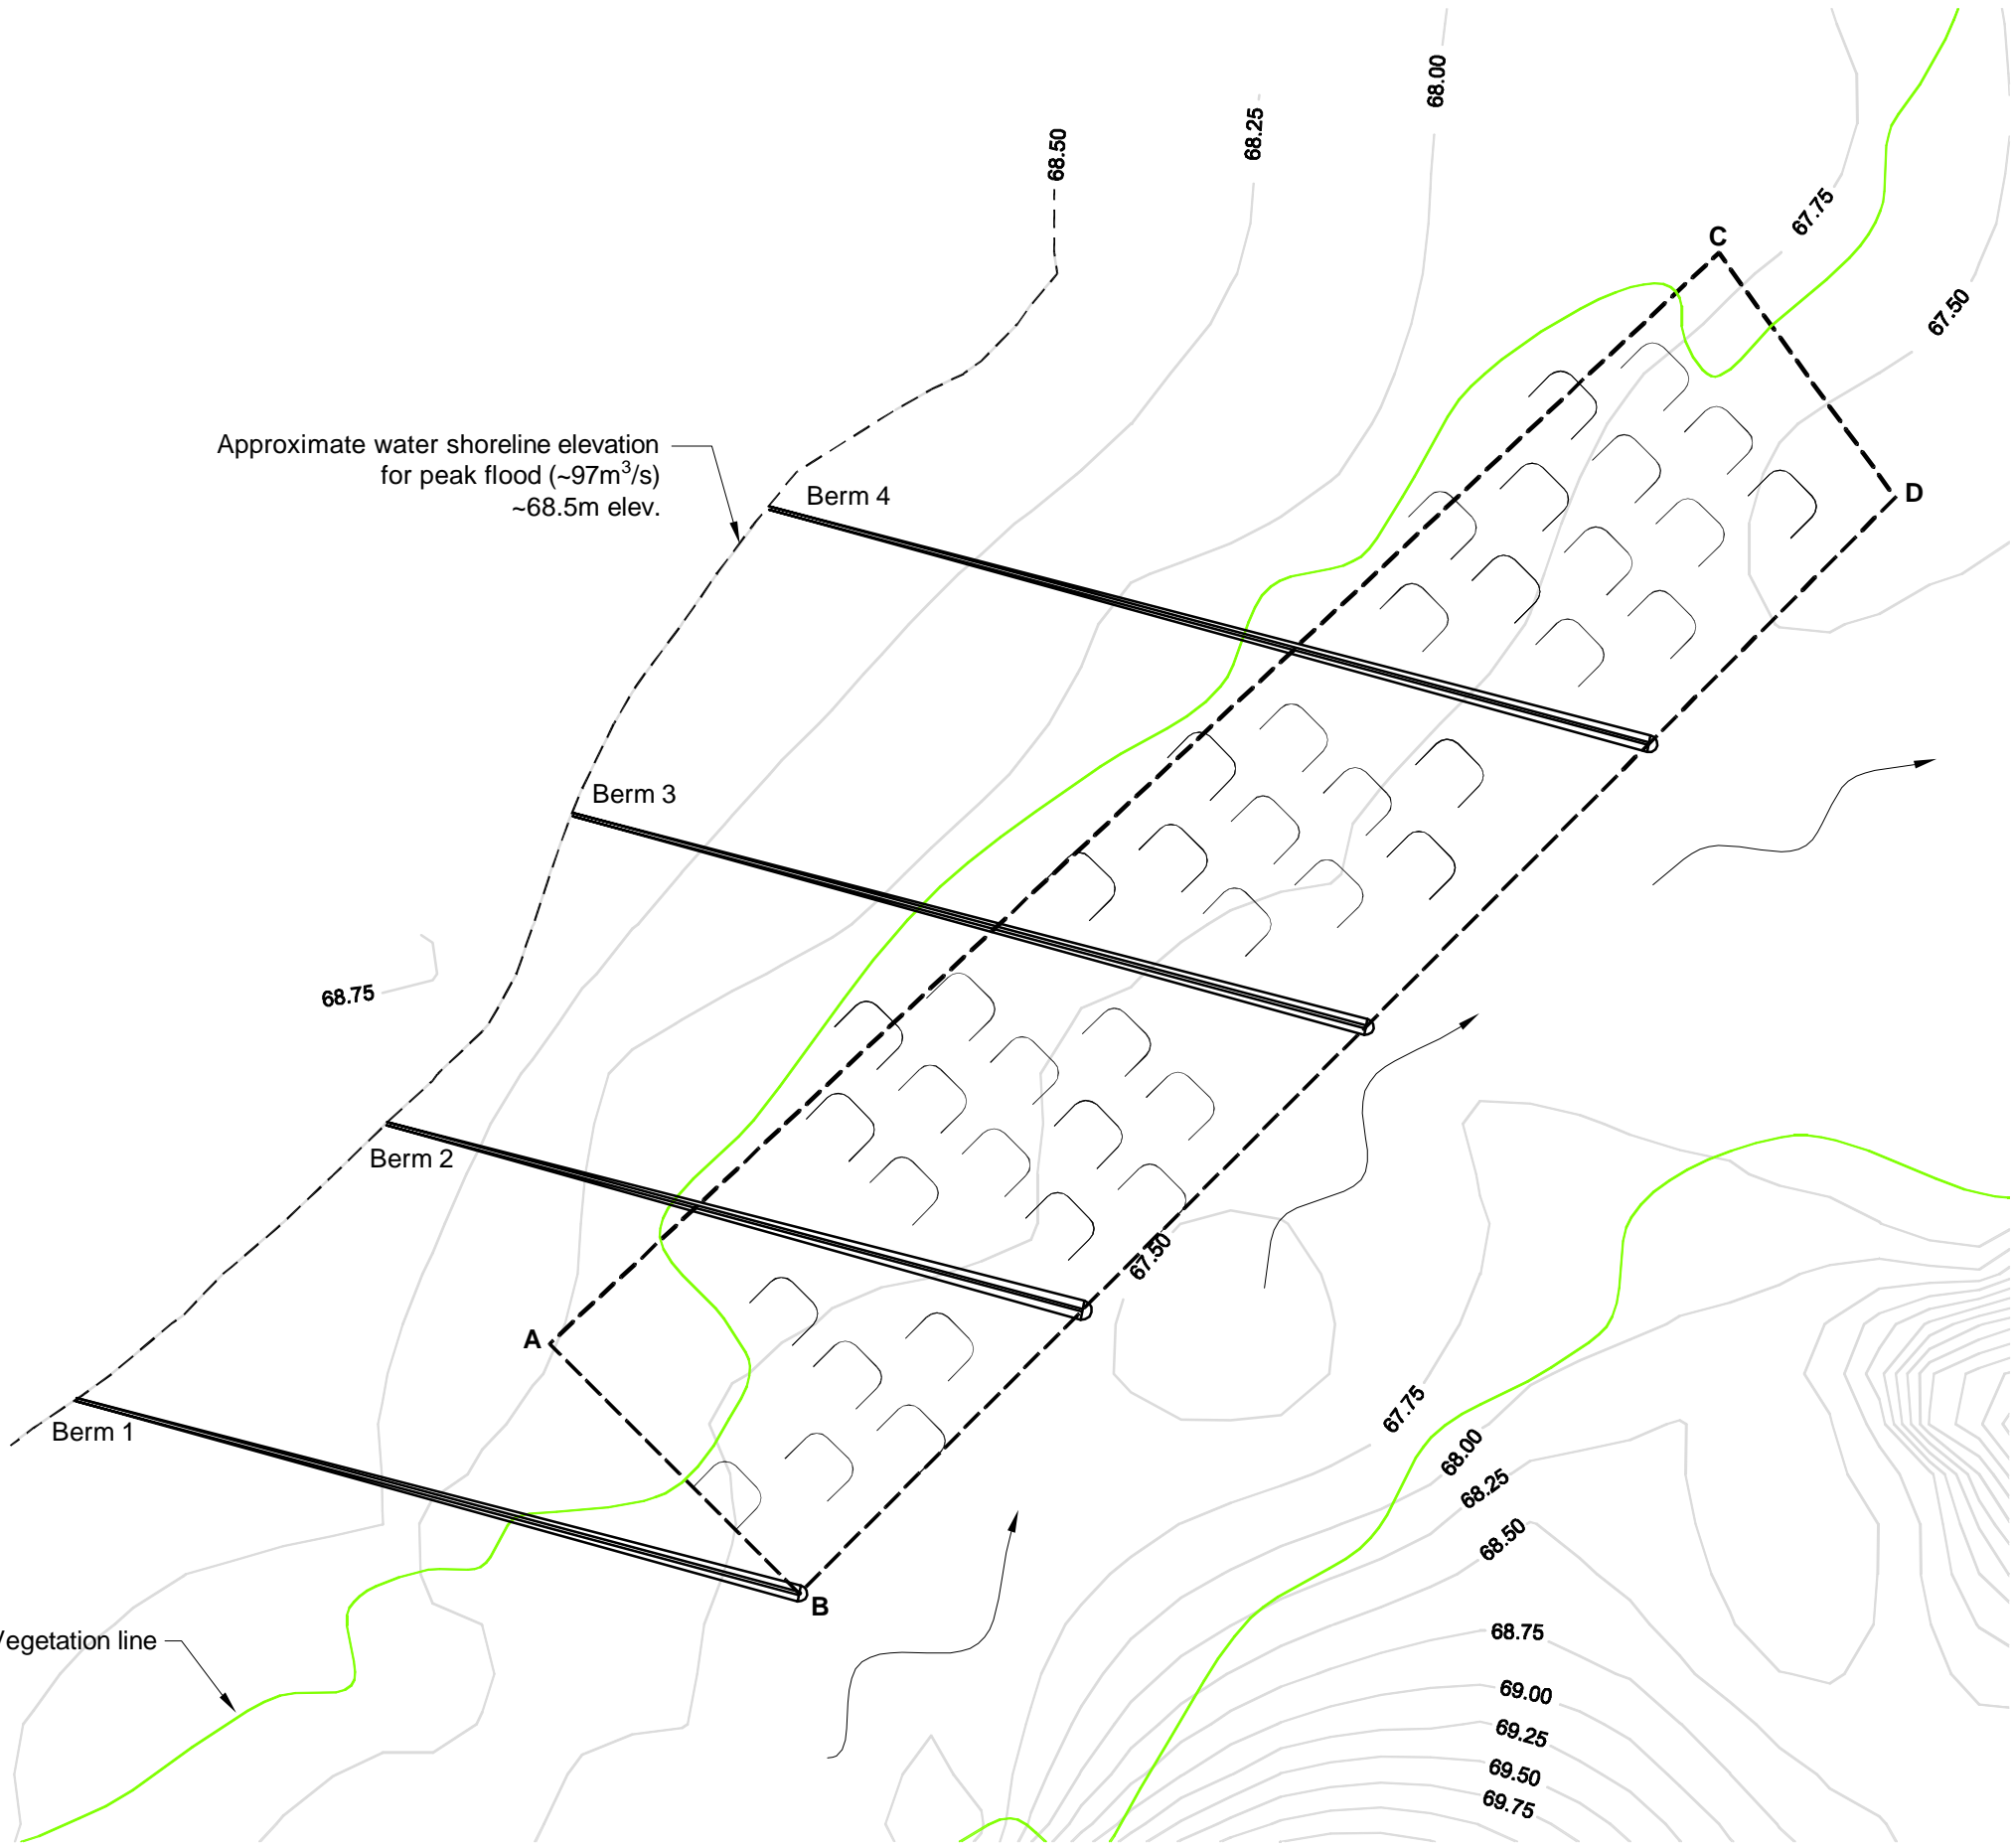 68.00
68.25
68.50
67.75
C
67.50
Approximate water shoreline elevation
for peak flood (~97m³/s)
~68.5m elev.
Berm 4
D
Berm 3
68.75
Berm 2
67.50
A
67.75
Berm 1
68.00
68.25
68.50
B
68.75
Vegetation line
69.00
69.25
69.50
69.75